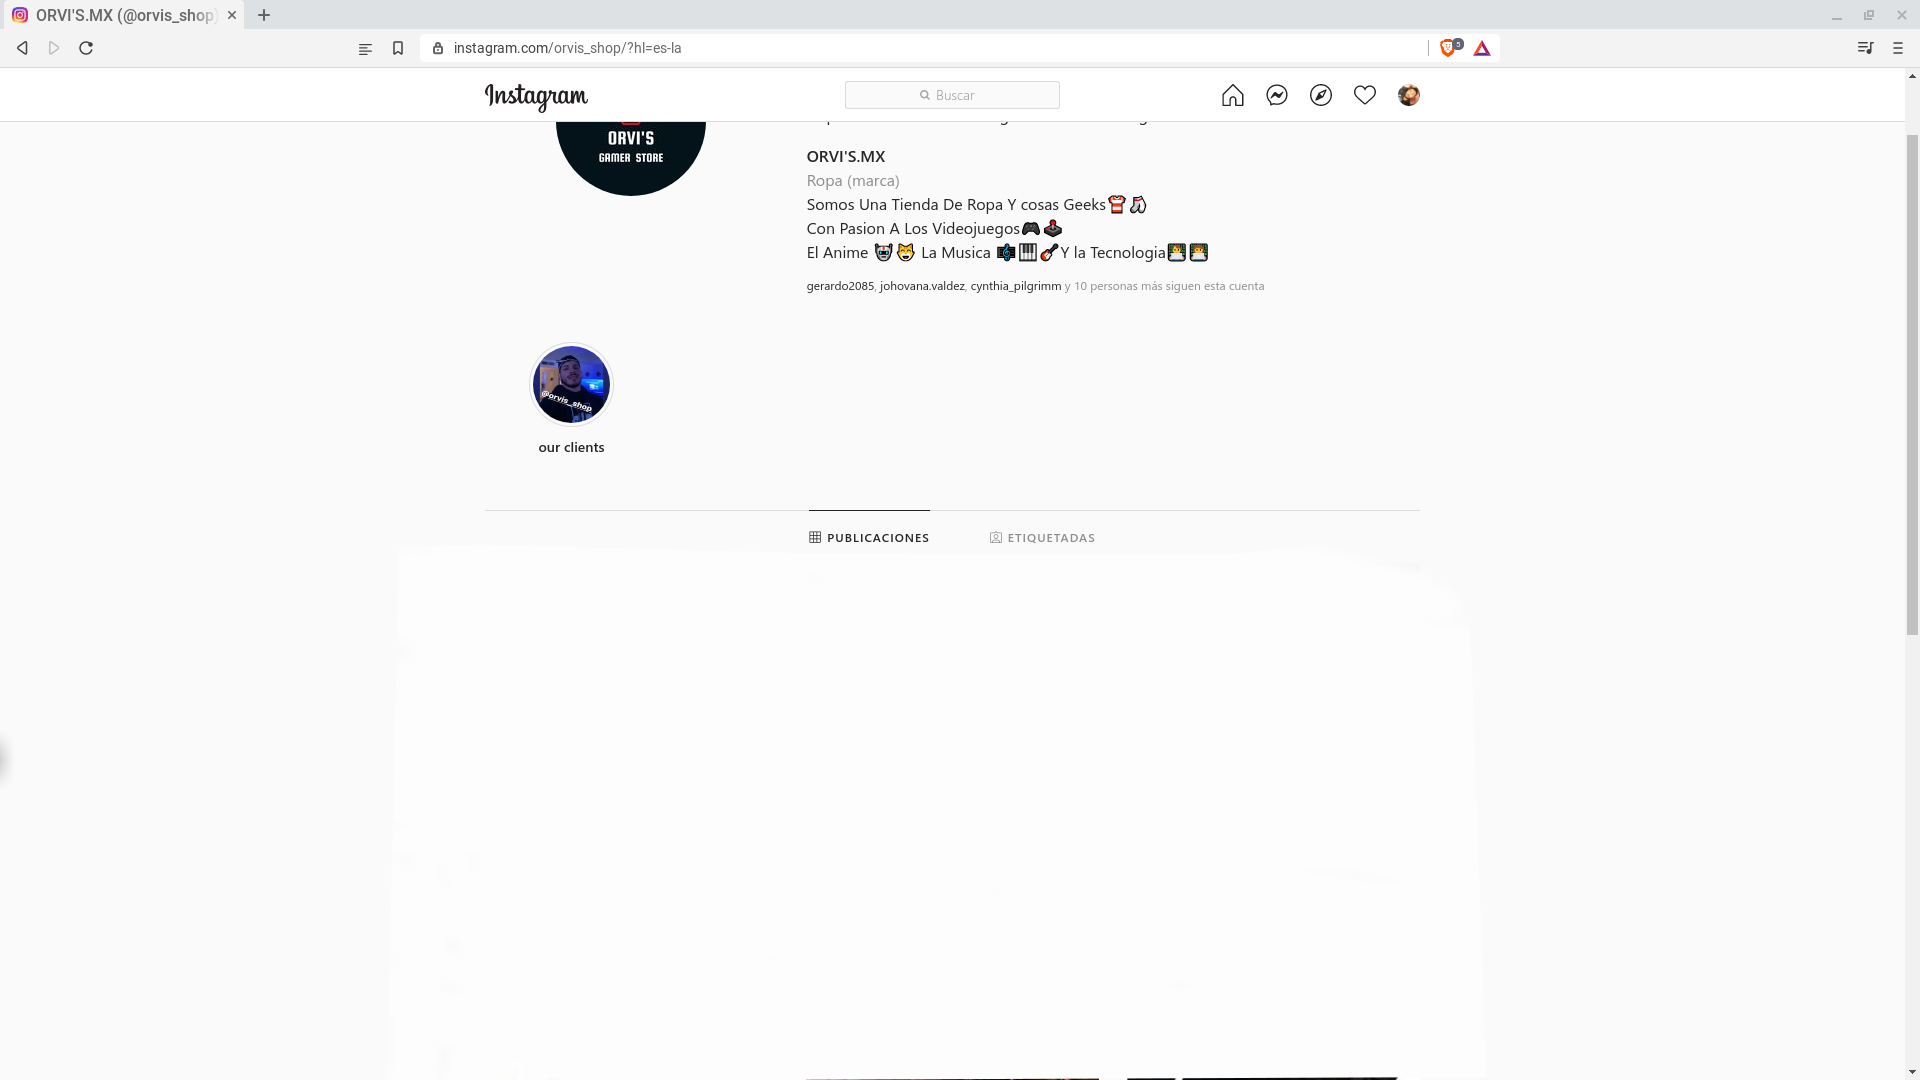 ORVI'S.MX (@orvis_shop)
instagram.com/orvis_shop/?hl=es-la
5
Instagram
Buscar
ORVI'S
GAMER STORE
ORVI'S.MX
Ropa (marca)
Somos Una Tienda De Ropa Y cosas Geeks👕🧦
Con Pasion A Los Videojuegos🎮🕹️
El Anime 🤖😸 La Musica 🎼🎹🎸Y la Tecnologia👨‍💻👨‍💻
gerardo2085, johovana.valdez, cynthia_pilgrimm y 10 personas más siguen esta cuenta
@orvis_shop
our clients
PUBLICACIONES
ETIQUETADAS